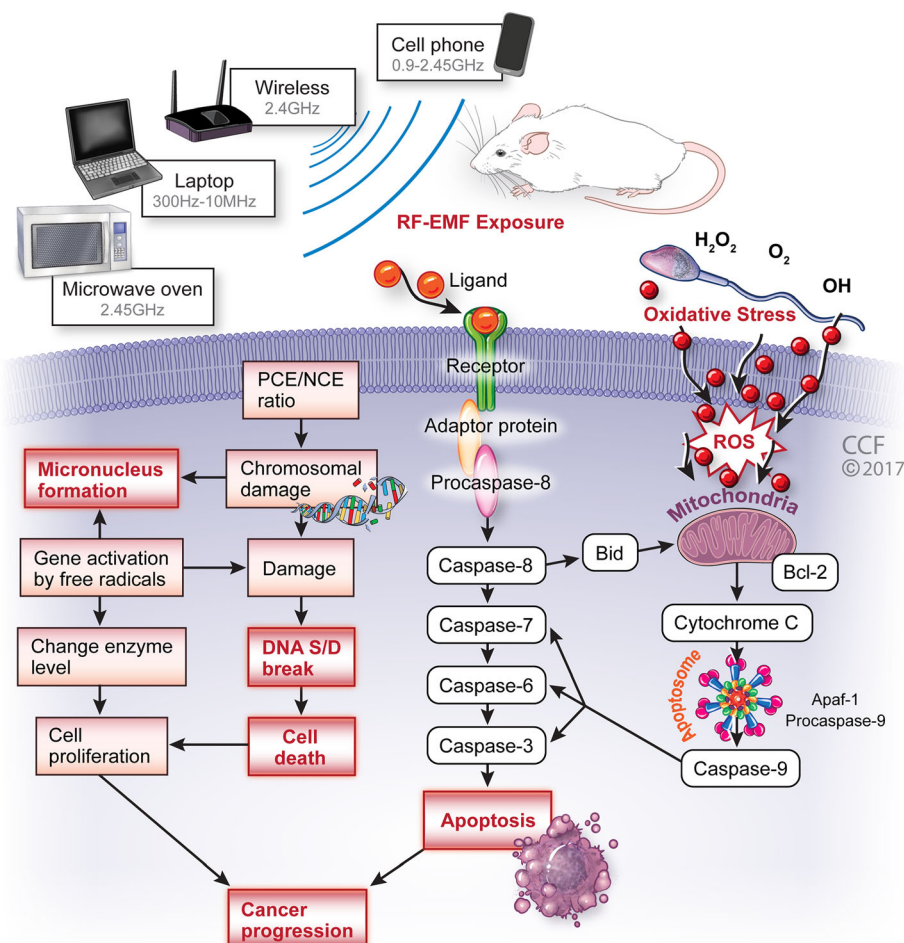 Cell phone
0.9-2.45GHz
Wireless
2.4GHz
Laptop
300Hz-10MHz
Microwave oven
2.45GHz
RF-EMF Exposure
H₂O₂
O₂
OH
Oxidative Stress
Ligand
Receptor
Adaptor protein
Procaspase-8
PCE/NCE
ratio
Micronucleus
formation
Chromosomal
damage
Gene activation
by free radicals
Damage
Change enzyme
level
DNA S/D
break
Cell
proliferation
Cell
death
Caspase-8
Caspase-7
Caspase-6
Caspase-3
Apoptosis
Cancer
progression
ROS
CCF
©2017
Mitochondria
Bid
Bcl-2
Cytochrome C
Apoptosome
Apaf-1
Procaspase-9
Caspase-9